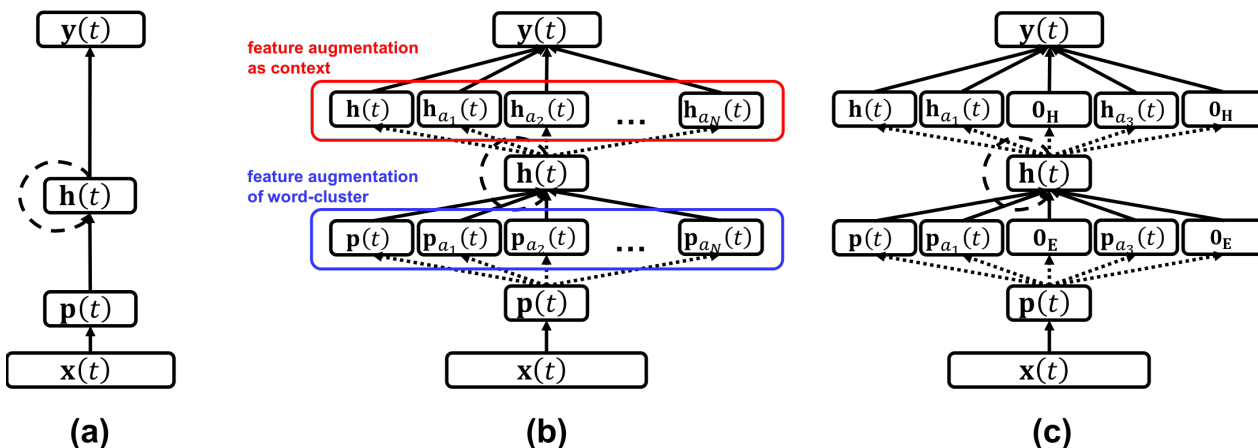 y(t)
h(t)
p(t)
x(t)
(a)
feature augmentation
as context
y(t)
h(t) h_{a_1}(t) h_{a_2}(t) ... h_{a_N}(t)
h(t)
feature augmentation
of word-cluster
p(t) p_{a_1}(t) p_{a_2}(t) ... p_{a_N}(t)
p(t)
x(t)
(b)
y(t)
h(t) h_{a_1}(t) 0_H h_{a_3}(t) 0_H
h(t)
p(t) p_{a_1}(t) 0_E p_{a_3}(t) 0_E
p(t)
x(t)
(c)